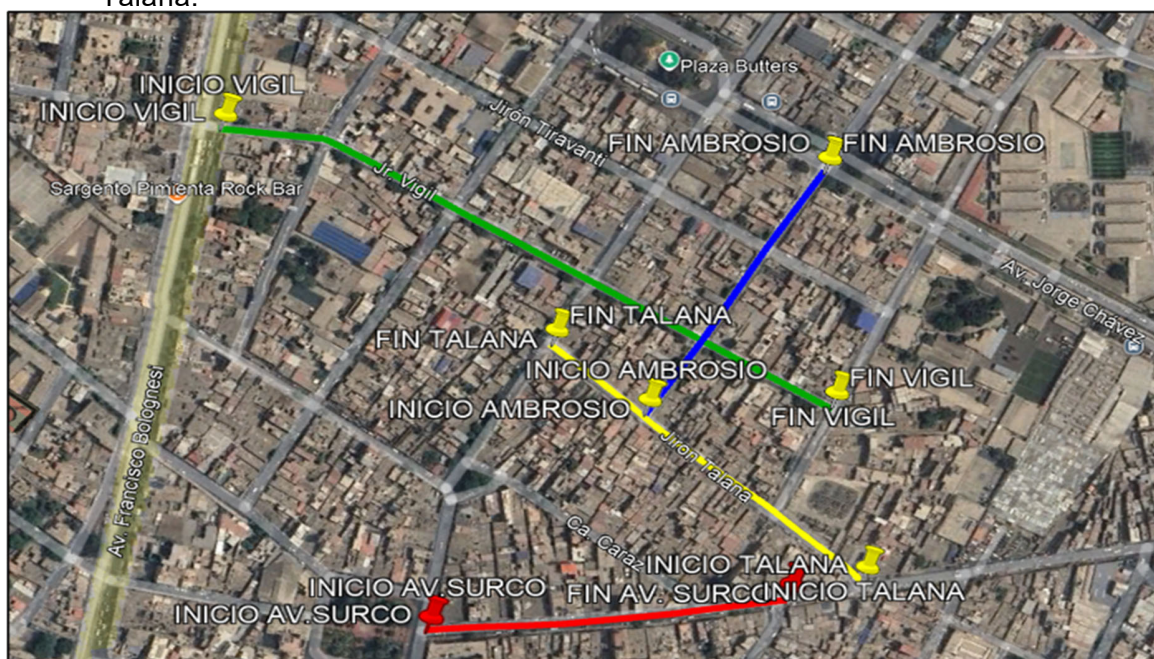 Talana.
INICIO VIGIL
INICIO VIGIL
Plaza Butters
Jirón Tiravanti
FIN AMBROSIO
FIN AMBROSIO
Jr. Vigil
Sargento Pimienta Rock Bar
Av. Jorge Chávez
FIN TALANA
FIN TALANA
INICIO AMBROSIO
FIN VIGIL
INICIO AMBROSIO
FIN VIGIL
Av. Francisco Bolognesi
Jirón Talana
Ca. Caraz
INICIO TALANA
INICIO AV.SURCO
FIN AV. SURCO
INICIO TALANA
INICIO AV.SURCO